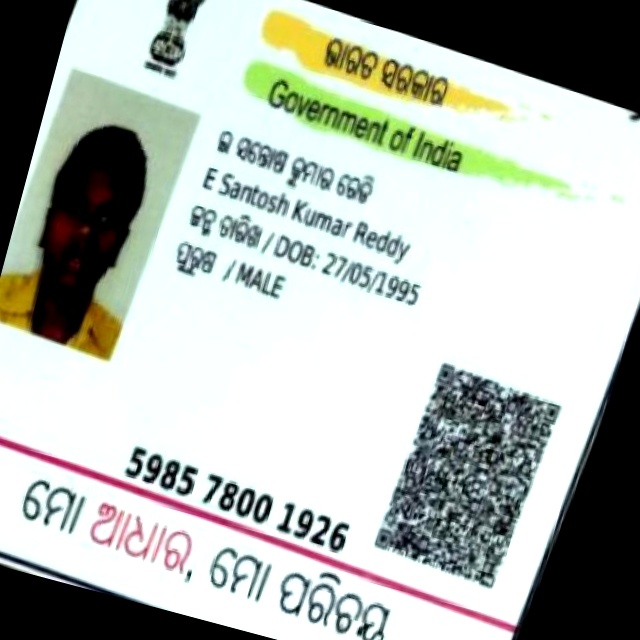 ଭାରତ ସରକାର
Government of India
ଇ ସନ୍ତୋଷ କୁମାର ରେଡ୍ଡି
E Santosh Kumar Reddy
ଜନ୍ମ ତାରିଖ / DOB: 27/05/1995
ପୁରୁଷ / MALE
5985 7800 1926
ମୋ ଆଧାର, ମୋ ପରିଚୟ